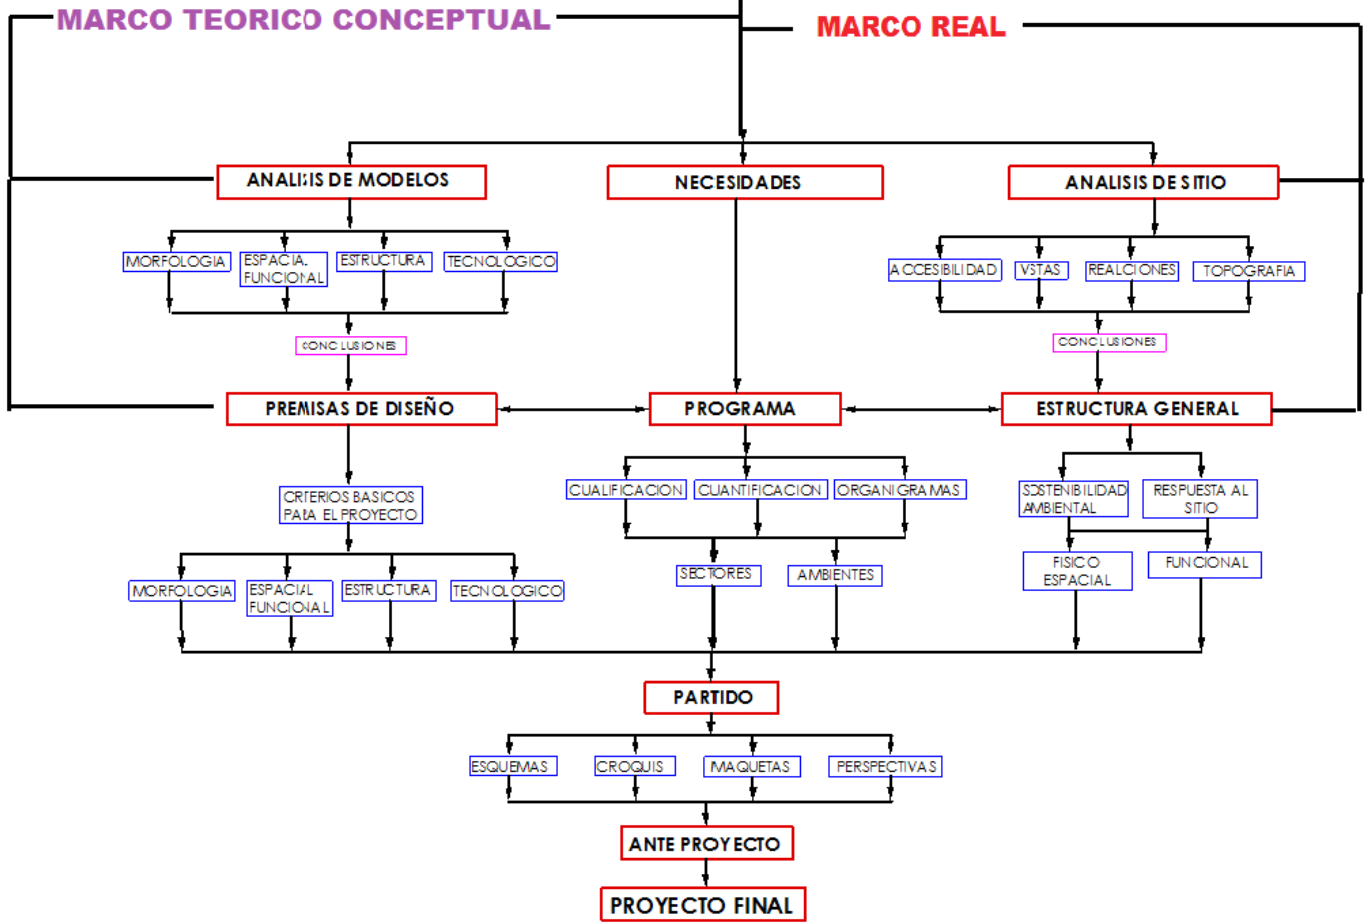 MARCO TEORICO CONCEPTUAL
MARCO REAL
ANALISIS DE MODELOS
NECESIDADES
ANALISIS DE SITIO
MORFOLOGIA
ESPACIAL
FUNCIONAL
ESTRUCTURA
TECNOLOGICO
ACCESIBILIDAD
VISTAS
REALCIONES
TOPOGRAFIA
CONCLUSIONES
CONCLUSIONES
PREMISAS DE DISEÑO
PROGRAMA
ESTRUCTURA GENERAL
CRITERIOS BASICOS
PARA EL PROYECTO
CUALIFICACION
CUANTIFICACION
ORGANIGRAMAS
SOSTENIBILIDAD
AMBIENTAL
RESPUESTA AL
SITIO
MORFOLOGIA
ESPACIAL
FUNCIONAL
ESTRUCTURA
TECNOLOGICO
SECTORES
AMBIENTES
FISICO
ESPACIAL
FUNCIONAL
PARTIDO
ESQUEMAS
CROQUIS
MAQUETAS
PERSPECTIVAS
ANTE PROYECTO
PROYECTO FINAL